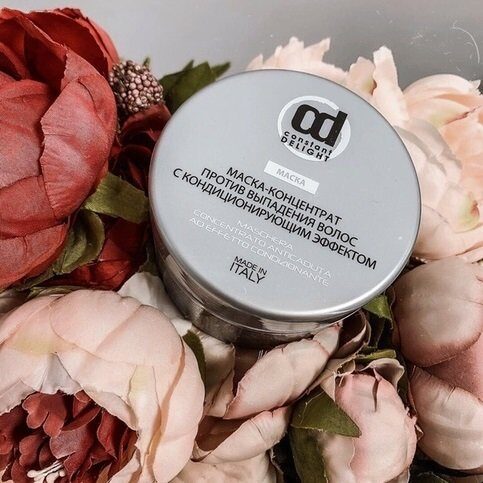 cd
constant
DELIGHT
МАСКА
МАСКА-КОНЦЕНТРАТ
ПРОТИВ ВЫПАДЕНИЯ ВОЛОС
С КОНДИЦИОНИРУЮЩИМ ЭФФЕКТОМ
MASCHERA
CONCENTRATO ANTICADUTA
AD EFFETTO CONDIZIONANTE
MADE IN
ITALY